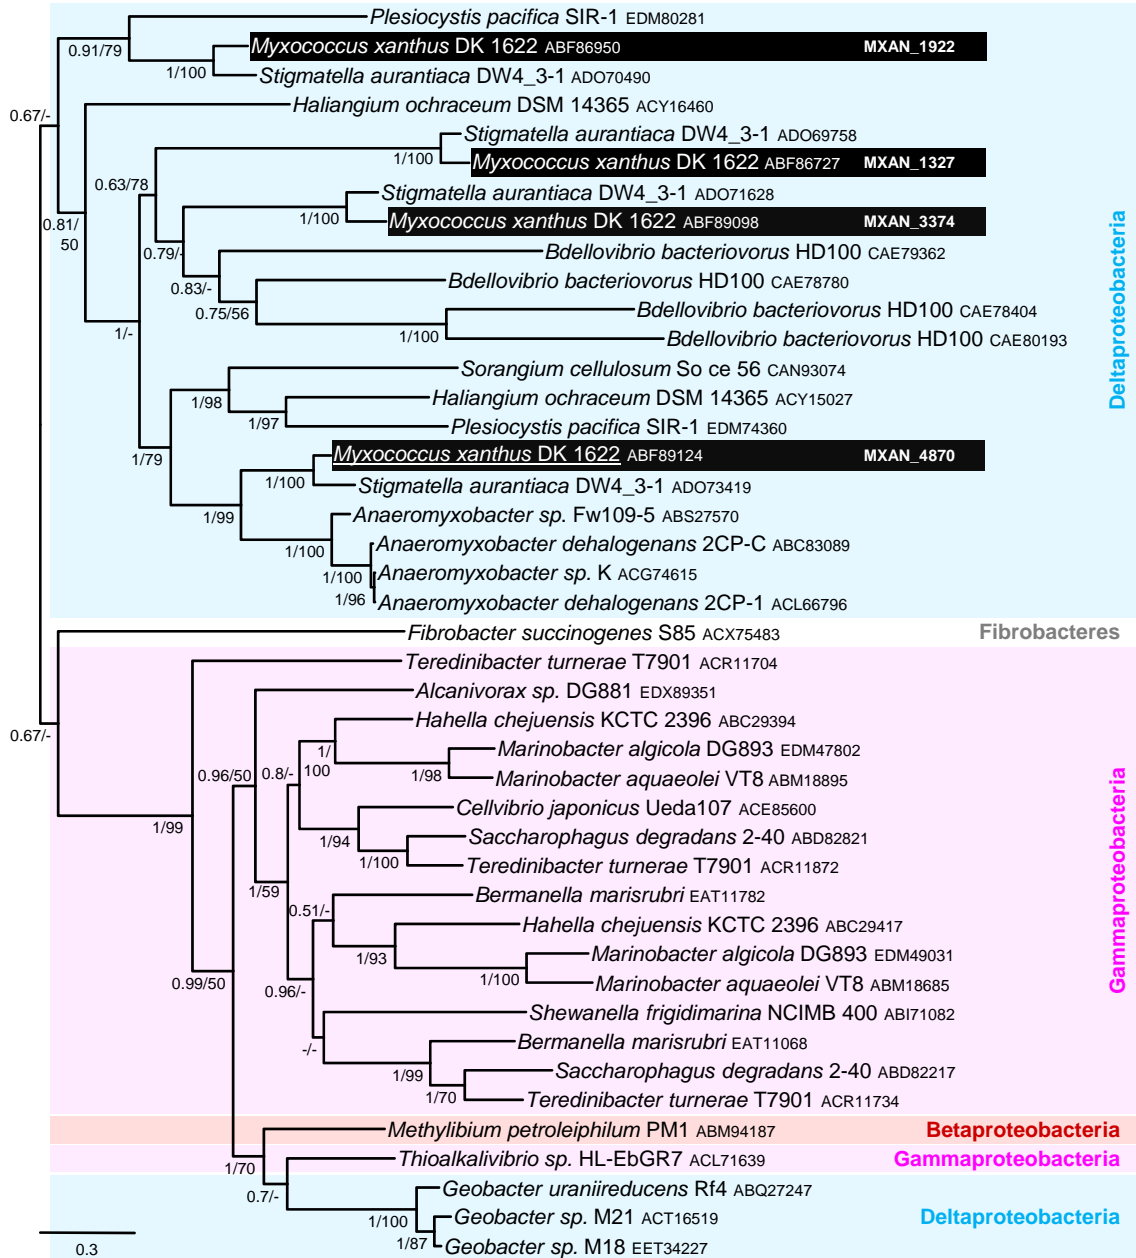 Plesiocystis pacifica SIR-1 EDM80281
0.91/79
Myxococcus xanthus DK 1622 ABF86950 MXAN_1922
1/100
Stigmatella aurantiaca DW4_3-1 ADO70490
Haliangium ochraceum DSM 14365 ACY16460
0.67/-
Stigmatella aurantiaca DW4_3-1 ADO69758
1/100
Myxococcus xanthus DK 1622 ABF86727 MXAN_1327
0.63/78
Stigmatella aurantiaca DW4_3-1 ADO71628
1/100
Myxococcus xanthus DK 1622 ABF89098 MXAN_3374
0.81/
50
0.79/-
Bdellovibrio bacteriovorus HD100 CAE79362
Bdellovibrio bacteriovorus HD100 CAE78780
0.83/-
0.75/56
Bdellovibrio bacteriovorus HD100 CAE78404
1/-
1/100
Bdellovibrio bacteriovorus HD100 CAE80193
Deltaproteobacteria
Sorangium cellulosum So ce 56 CAN93074
1/98
Haliangium ochraceum DSM 14365 ACY15027
1/97
Plesiocystis pacifica SIR-1 EDM74360
1/79
Myxococcus xanthus DK 1622 ABF89124 MXAN_4870
1/100
Stigmatella aurantiaca DW4_3-1 ADO73419
1/99
Anaeromyxobacter sp. Fw109-5 ABS27570
1/100
Anaeromyxobacter dehalogenans 2CP-C ABC83089
1/100
Anaeromyxobacter sp. K ACG74615
1/96
Anaeromyxobacter dehalogenans 2CP-1 ACL66796
Fibrobacter succinogenes S85 ACX75483 Fibrobacteres
Teredinibacter turnerae T7901 ACR11704
Alcanivorax sp. DG881 EDX89351
0.67/-
Hahella chejuensis KCTC 2396 ABC29394
1/
100
Marinobacter algicola DG893 EDM47802
0.96/50
0.8/-
1/98
Marinobacter aquaeolei VT8 ABM18895
Cellvibrio japonicus Ueda107 ACE85600
1/99
1/94
Saccharophagus degradans 2-40 ABD82821
1/100
Teredinibacter turnerae T7901 ACR11872
Gammaproteobacteria
1/59
Bermanella marisrubri EAT11782
0.51/-
Hahella chejuensis KCTC 2396 ABC29417
1/93
Marinobacter algicola DG893 EDM49031
1/100
0.99/50
0.96/-
Marinobacter aquaeolei VT8 ABM18685
Shewanella frigidimarina NCIMB 400 ABI71082
-/-
Bermanella marisrubri EAT11068
1/99
Saccharophagus degradans 2-40 ABD82217
1/70
Teredinibacter turnerae T7901 ACR11734
Methylibium petroleiphilum PM1 ABM94187 Betaproteobacteria
1/70
Thioalkalivibrio sp. HL-EbGR7 ACL71639 Gammaproteobacteria
0.7/-
Geobacter uraniireducens Rf4 ABQ27247
1/100
Geobacter sp. M21 ACT16519 Deltaproteobacteria
1/87
Geobacter sp. M18 EET34227
0.3